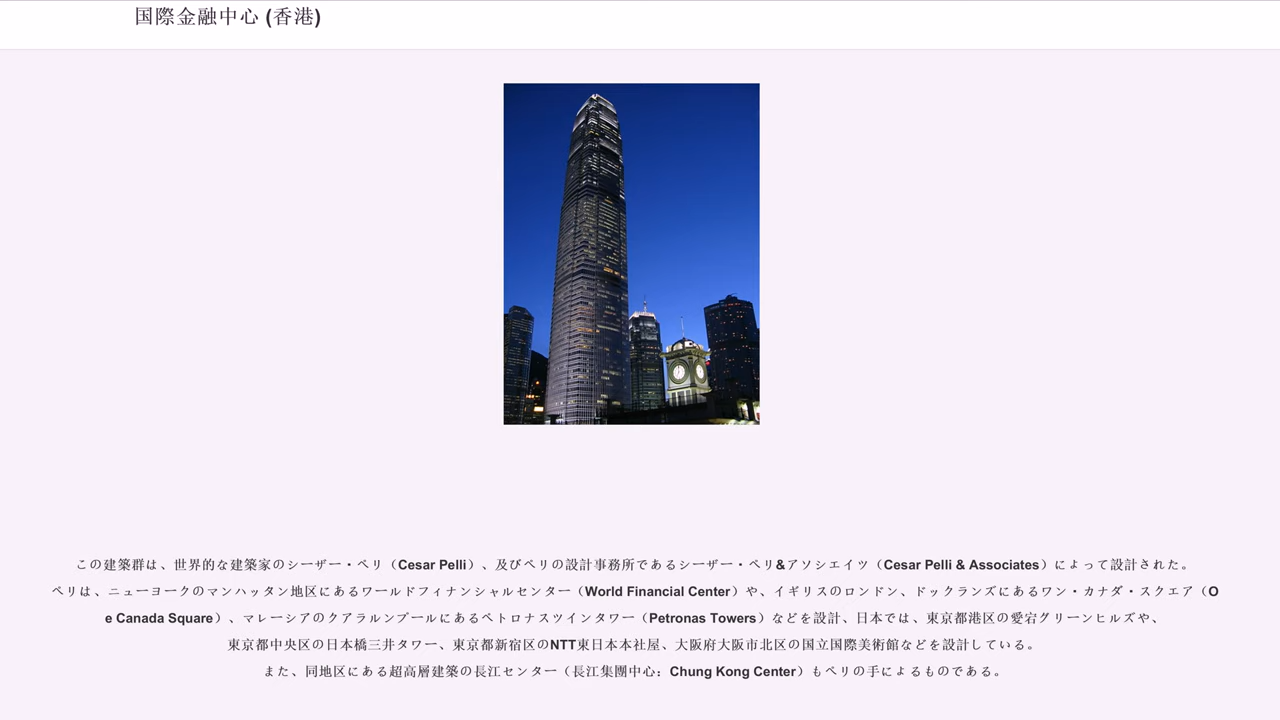 国際金融中心 (香港)
この建築群は、世界的な建築家のシーザー・ペリ（Cesar Pelli）、及びペリの設計事務所であるシーザー・ペリ&アソシエイツ（Cesar Pelli & Associates）によって設計された。
ペリは、ニューヨークのマンハッタン地区にあるワールドフィナンシャルセンター（World Financial Center）や、イギリスのロンドン、ドックランズにあるワン・カナダ・スクエア（O
e Canada Square）、マレーシアのクアラルンプールにあるペトロナスツインタワー（Petronas Towers）などを設計、日本では、東京都港区の愛宕グリーンヒルズや、
東京都中央区の日本橋三井タワー、東京都新宿区のNTT東日本本社屋、大阪府大阪市北区の国立国際美術館などを設計している。
また、同地区にある超高層建築の長江センター（長江集團中心：Chung Kong Center）もペリの手によるものである。